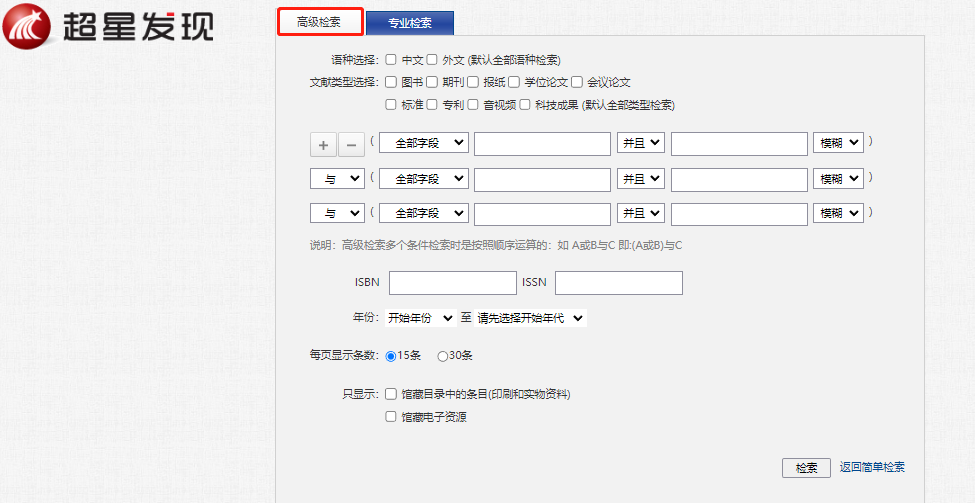 超星发现
高级检索 专业检索
语种选择: 中文 外文 (默认全部语种检索)
文献类型选择: 图书 期刊 报纸 学位论文 会议论文
标准 专利 音视频 科技成果 (默认全部类型检索)
+ − ( 全部字段 并且 模糊 )
与 ( 全部字段 并且 模糊 )
与 ( 全部字段 并且 模糊 )
说明: 高级检索多个条件检索时是按照顺序运算的: 如 A或B与C 即:(A或B)与C
ISBN ISSN
年份: 开始年份 至 请先选择开始年代
每页显示条数: 15条 30条
只显示: 馆藏目录中的条目(印刷和实物资料)
馆藏电子资源
检索 返回简单检索